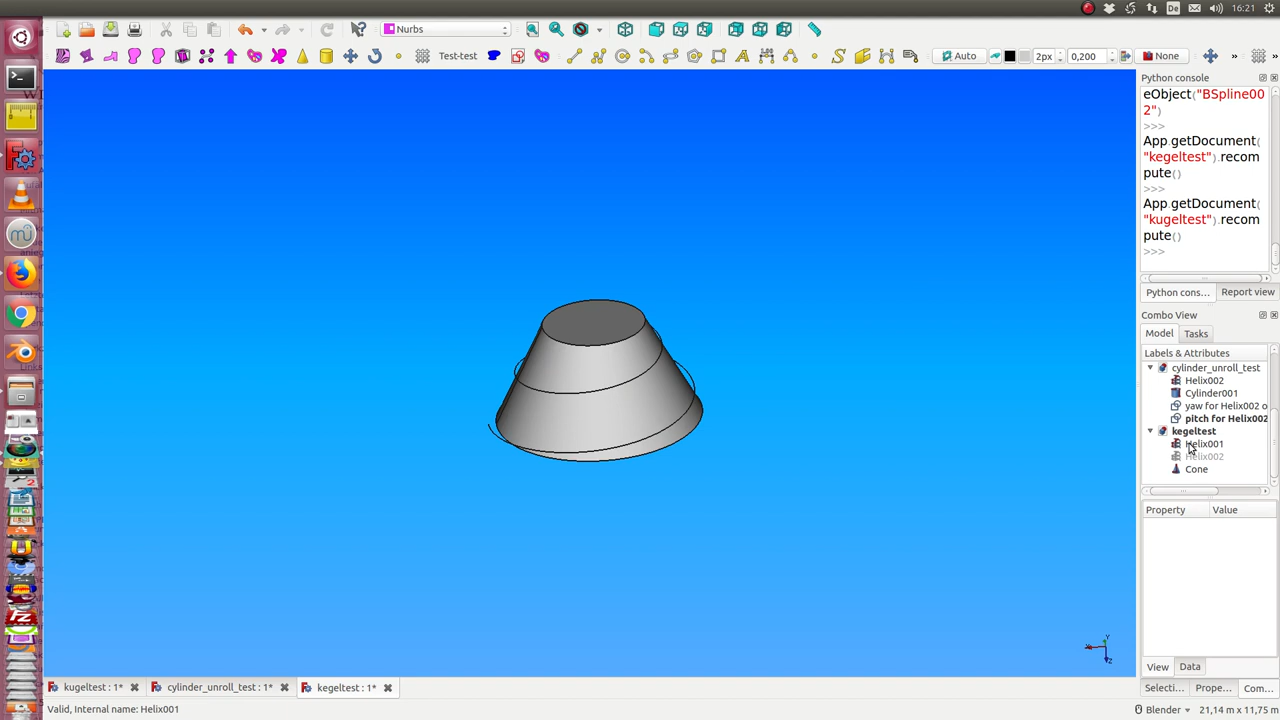 De
16:21
Nurbs
Test-test
Auto
2px
0,200
None
»
»
Python console
eObject("BSpline00
2")
>>>
App.getDocument(
"kegeltest").recom
pute()
>>>
App.getDocument(
"kugeltest").recom
pute()
>>>
Python cons...
Report view
Combo View
Model
Tasks
Labels & Attributes
cylinder_unroll_test
Helix002
Cylinder001
yaw for Helix002 o
pitch for Helix002
kegeltest
Helix001
Helix002
Cone
Property
Value
Y
Z
View
Data
kugeltest : 1*
cylinder_unroll_test : 1*
kegeltest : 1*
Selecti...
Prope...
Com...
Valid, Internal name: Helix001
Blender
21,14 m x 11,75 m